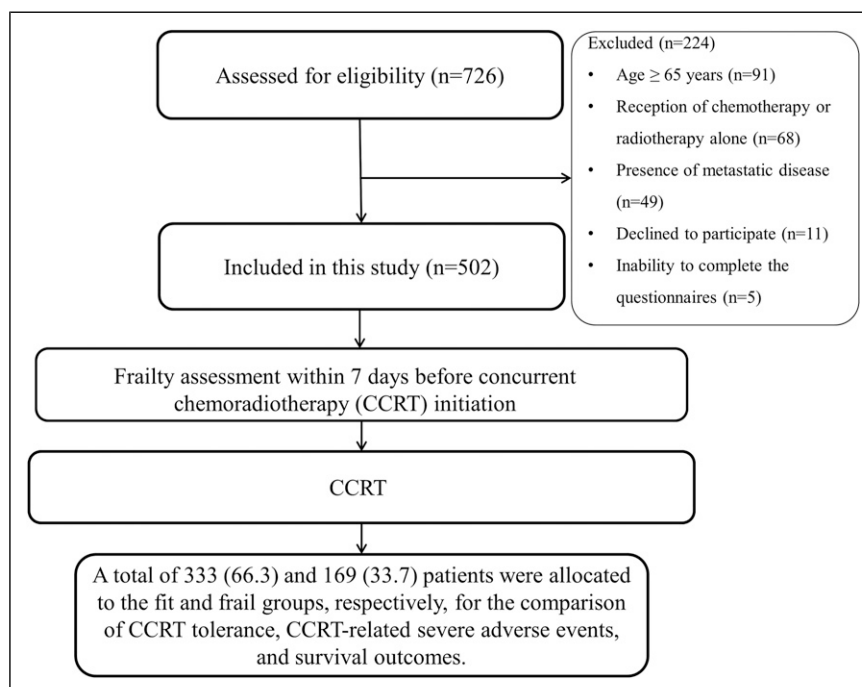 Assessed for eligibility (n=726)
Excluded (n=224)
• Age ≥ 65 years (n=91)
• Reception of chemotherapy or
radiotherapy alone (n=68)
• Presence of metastatic disease
(n=49)
• Declined to participate (n=11)
• Inability to complete the
questionnaires (n=5)
Included in this study (n=502)
Frailty assessment within 7 days before concurrent
chemoradiotherapy (CCRT) initiation
CCRT
A total of 333 (66.3) and 169 (33.7) patients were allocated
to the fit and frail groups, respectively, for the comparison
of CCRT tolerance, CCRT-related severe adverse events,
and survival outcomes.